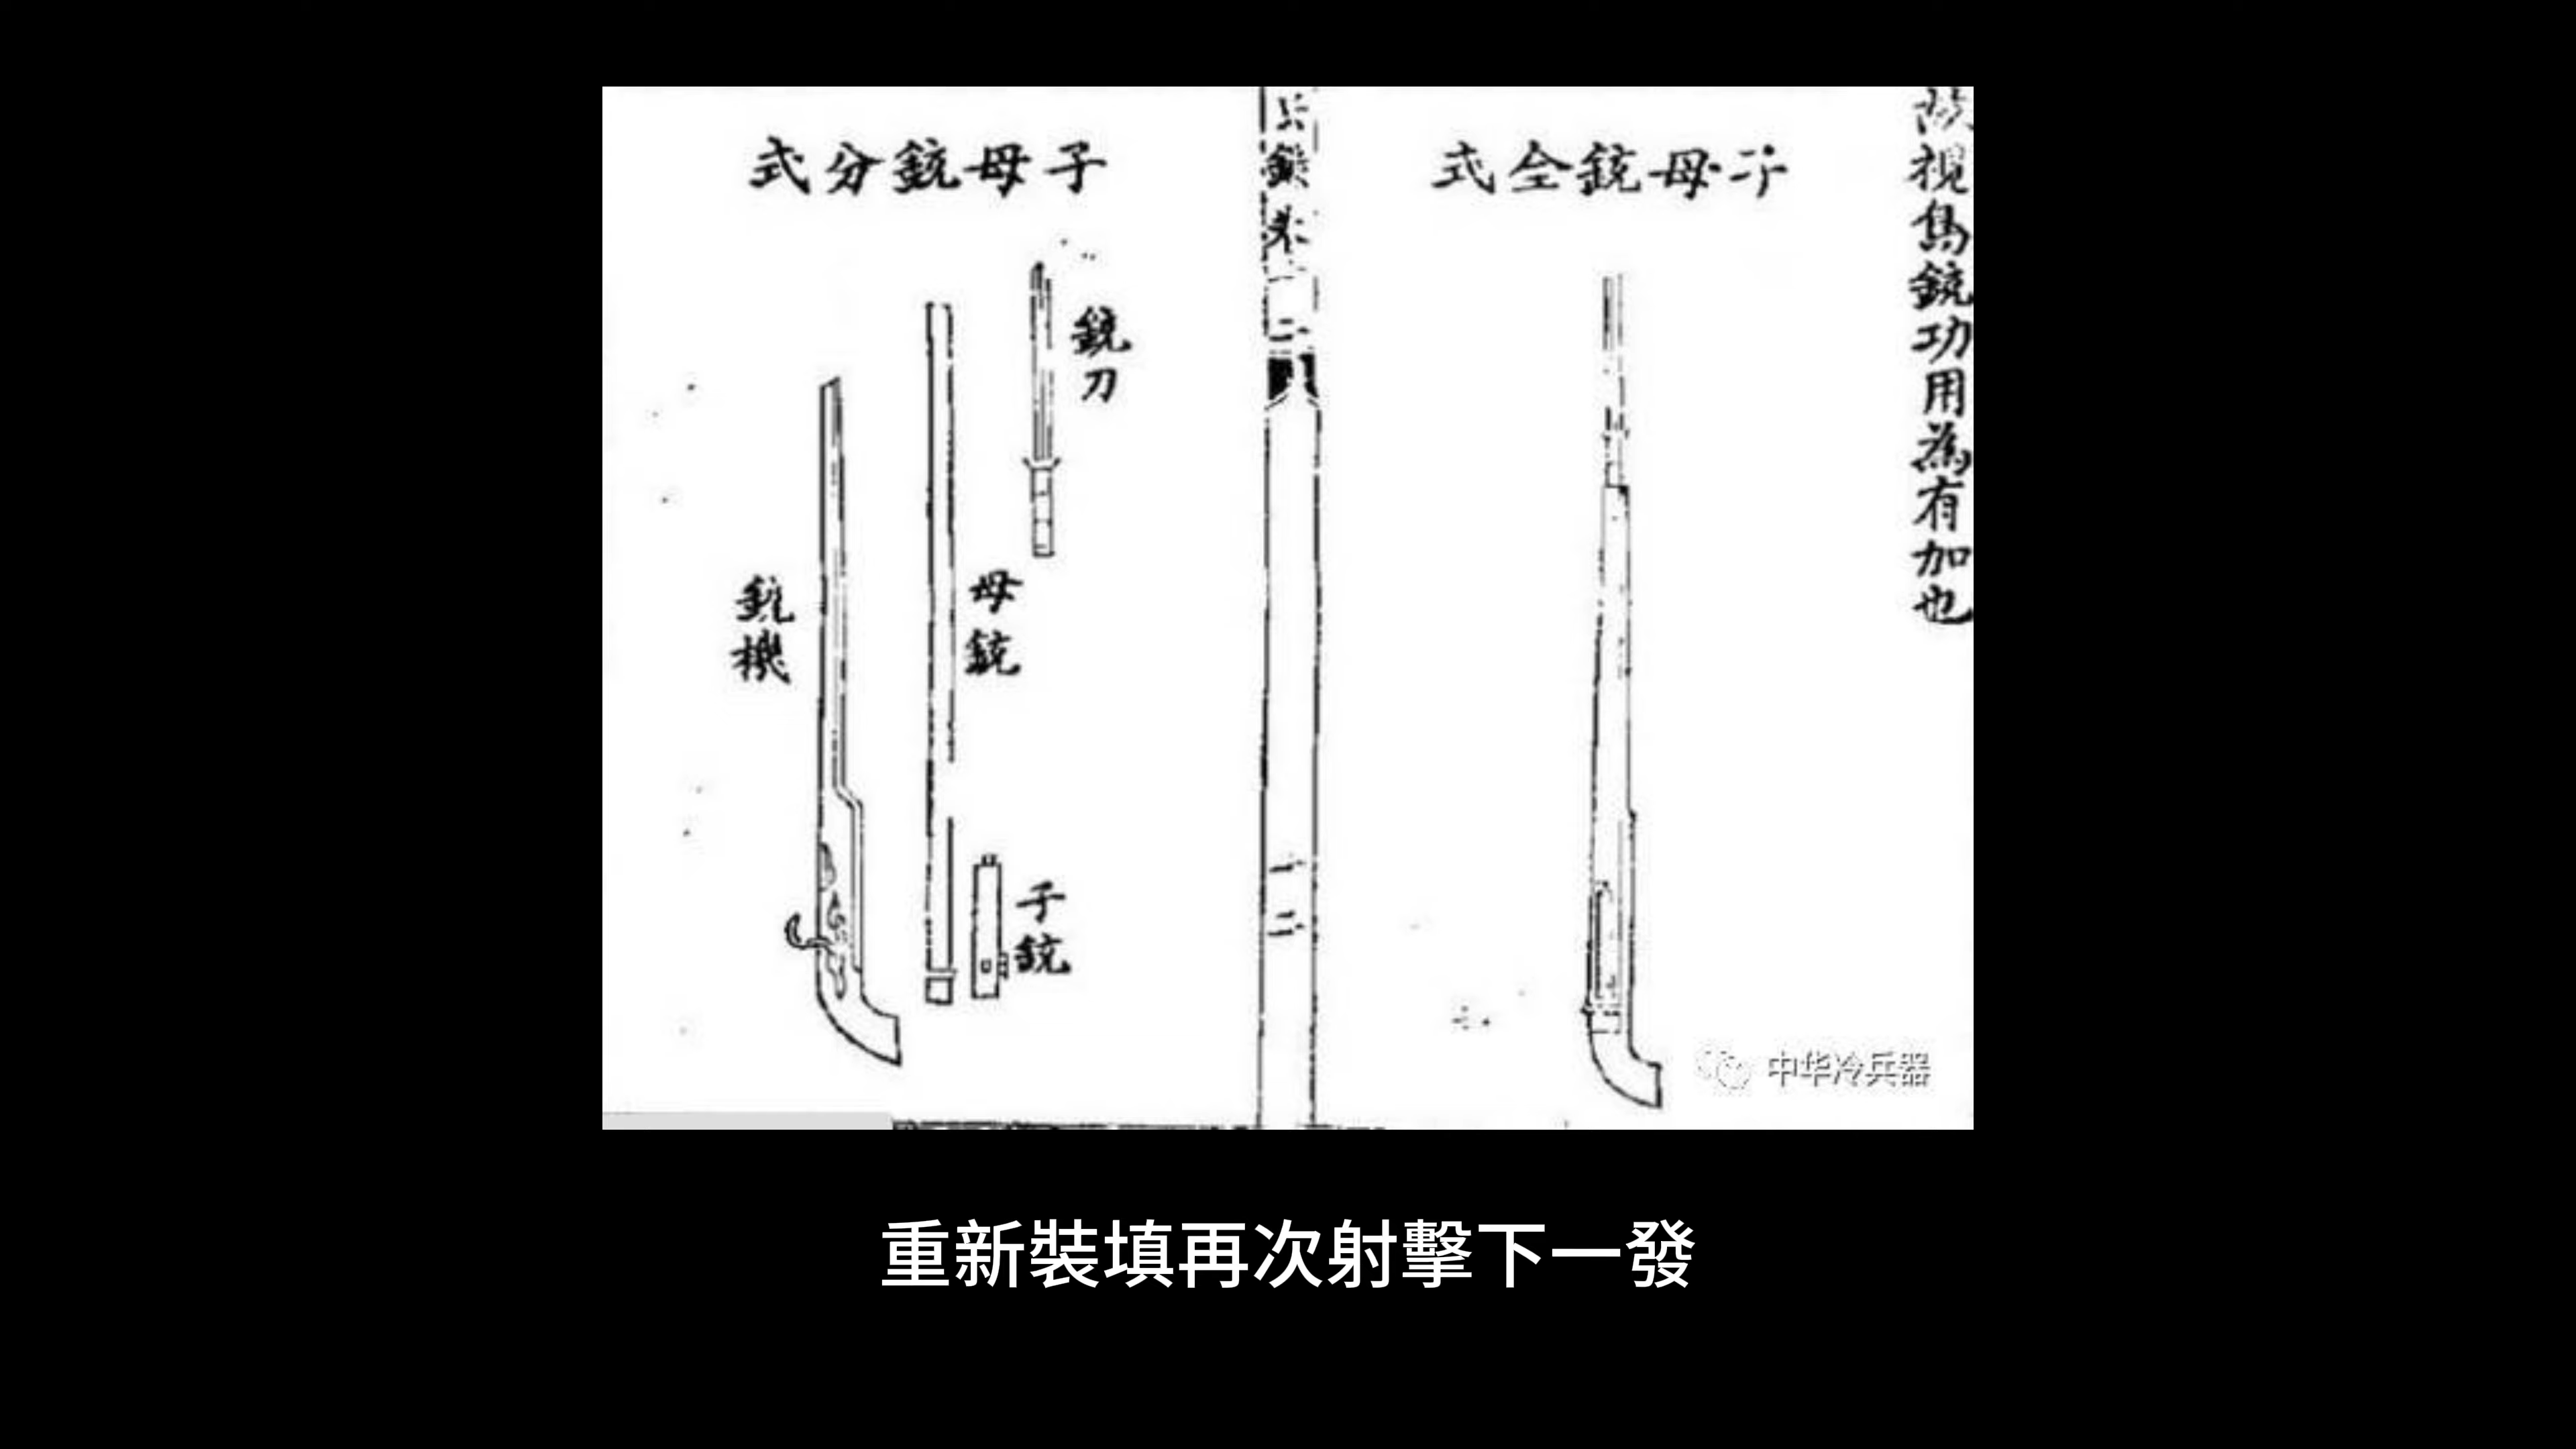 視鳥銃功用為有加也
子母銃全式
兵錄
子母銃分式
銃刀
母銃
子銃
銃機
中华冷兵器
重新裝填再次射擊下一發